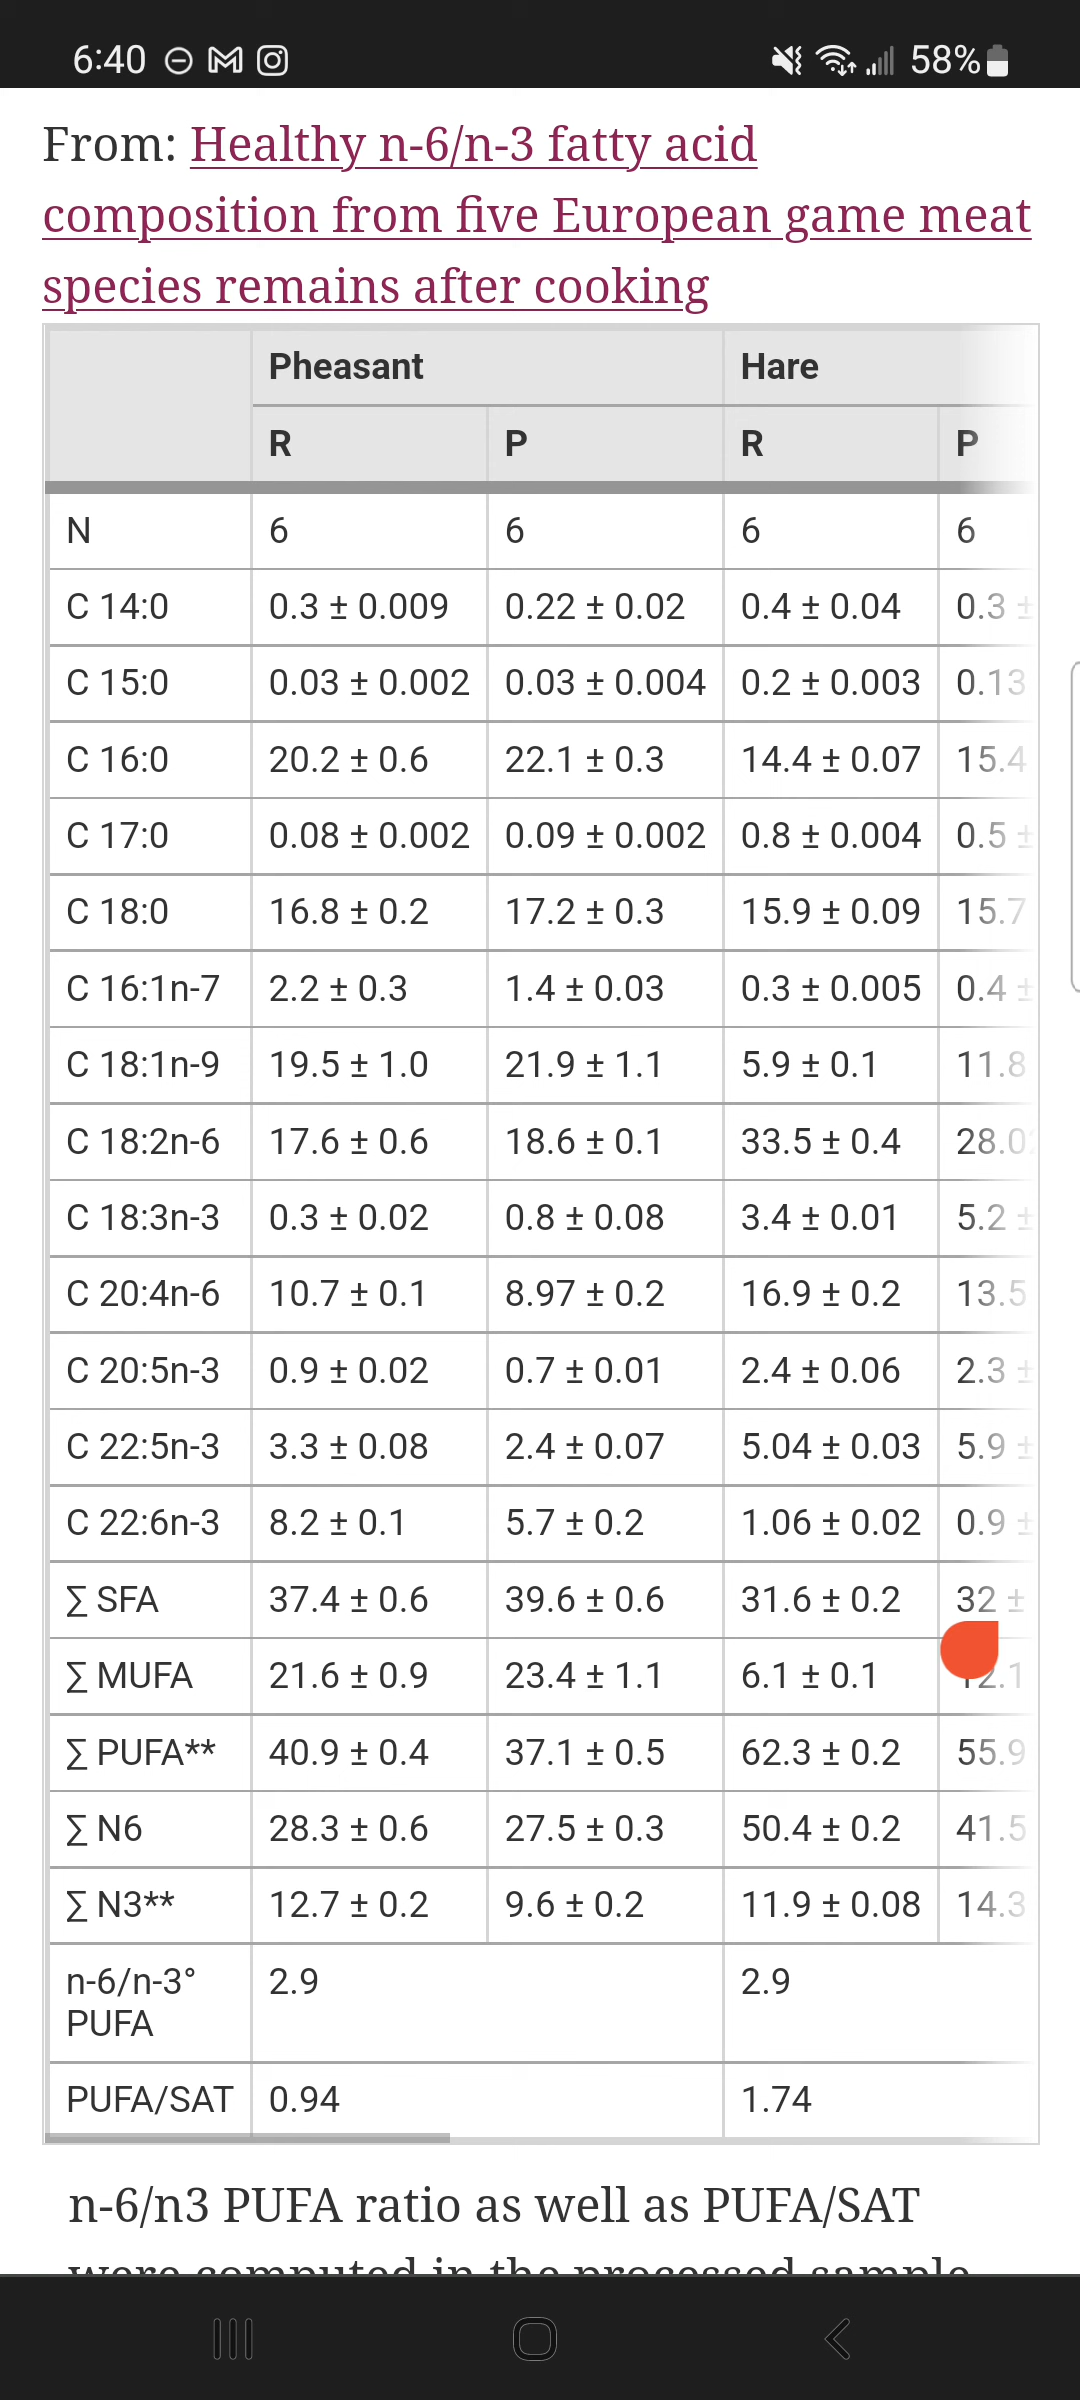 6:40 58%
From: Healthy n-6/n-3 fatty acid
composition from five European game meat
species remains after cooking
Pheasant Hare
R P R P
N 6 6 6 6
C 14:0 0.3 ± 0.009 0.22 ± 0.02 0.4 ± 0.04 0.3 ±
C 15:0 0.03 ± 0.002 0.03 ± 0.004 0.2 ± 0.003 0.13
C 16:0 20.2 ± 0.6 22.1 ± 0.3 14.4 ± 0.07 15.4
C 17:0 0.08 ± 0.002 0.09 ± 0.002 0.8 ± 0.004 0.5 ±
C 18:0 16.8 ± 0.2 17.2 ± 0.3 15.9 ± 0.09 15.7
C 16:1n-7 2.2 ± 0.3 1.4 ± 0.03 0.3 ± 0.005 0.4 ±
C 18:1n-9 19.5 ± 1.0 21.9 ± 1.1 5.9 ± 0.1 11.8
C 18:2n-6 17.6 ± 0.6 18.6 ± 0.1 33.5 ± 0.4 28.0
C 18:3n-3 0.3 ± 0.02 0.8 ± 0.08 3.4 ± 0.01 5.2 ±
C 20:4n-6 10.7 ± 0.1 8.97 ± 0.2 16.9 ± 0.2 13.5
C 20:5n-3 0.9 ± 0.02 0.7 ± 0.01 2.4 ± 0.06 2.3 ±
C 22:5n-3 3.3 ± 0.08 2.4 ± 0.07 5.04 ± 0.03 5.9 ±
C 22:6n-3 8.2 ± 0.1 5.7 ± 0.2 1.06 ± 0.02 0.9 ±
∑ SFA 37.4 ± 0.6 39.6 ± 0.6 31.6 ± 0.2 32 ±
∑ MUFA 21.6 ± 0.9 23.4 ± 1.1 6.1 ± 0.1 12.1
∑ PUFA** 40.9 ± 0.4 37.1 ± 0.5 62.3 ± 0.2 55.9
∑ N6 28.3 ± 0.6 27.5 ± 0.3 50.4 ± 0.2 41.5
∑ N3** 12.7 ± 0.2 9.6 ± 0.2 11.9 ± 0.08 14.3
n-6/n-3° 2.9 2.9
PUFA
PUFA/SAT 0.94 1.74
n-6/n3 PUFA ratio as well as PUFA/SAT
were computed in the processed sample